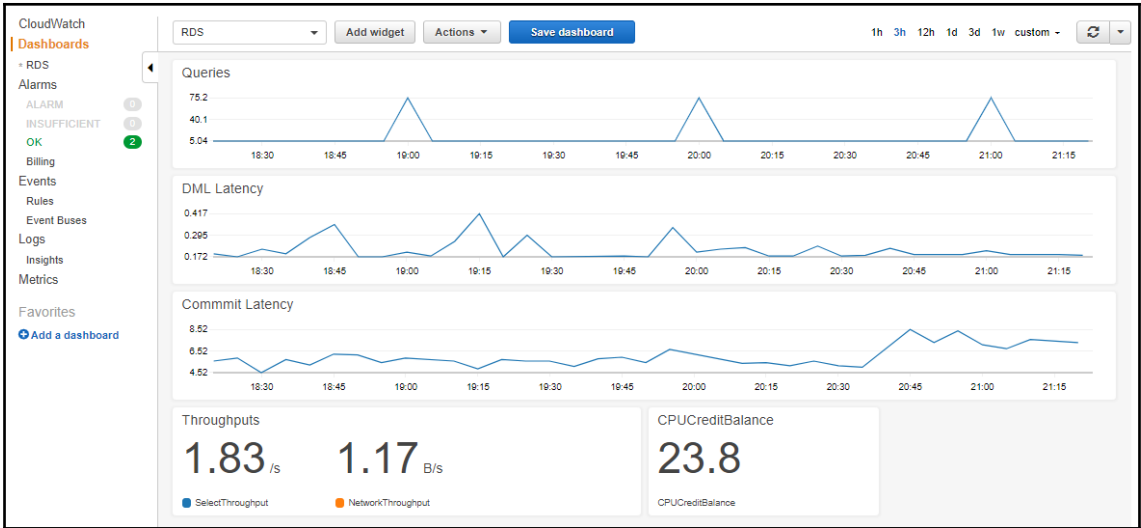 CloudWatch
Dashboards
RDS
Alarms
ALARM 0
INSUFFICIENT 0
OK 2
Billing
Events
Rules
Event Buses
Logs
Insights
Metrics
Favorites
Add a dashboard
RDS Add widget Actions Save dashboard 1h 3h 12h 1d 3d 1w custom
Queries
75.2
40.1
5.04
18:30 18:45 19:00 19:15 19:30 19:45 20:00 20:15 20:30 20:45 21:00 21:15
DML Latency
0.417
0.295
0.172
18:30 18:45 19:00 19:15 19:30 19:45 20:00 20:15 20:30 20:45 21:00 21:15
Commmit Latency
8.52
6.52
4.52
18:30 18:45 19:00 19:15 19:30 19:45 20:00 20:15 20:30 20:45 21:00 21:15
Throughputs
1.83 /s 1.17 B/s
SelectThroughput NetworkThroughput
CPUCreditBalance
23.8
CPUCreditBalance